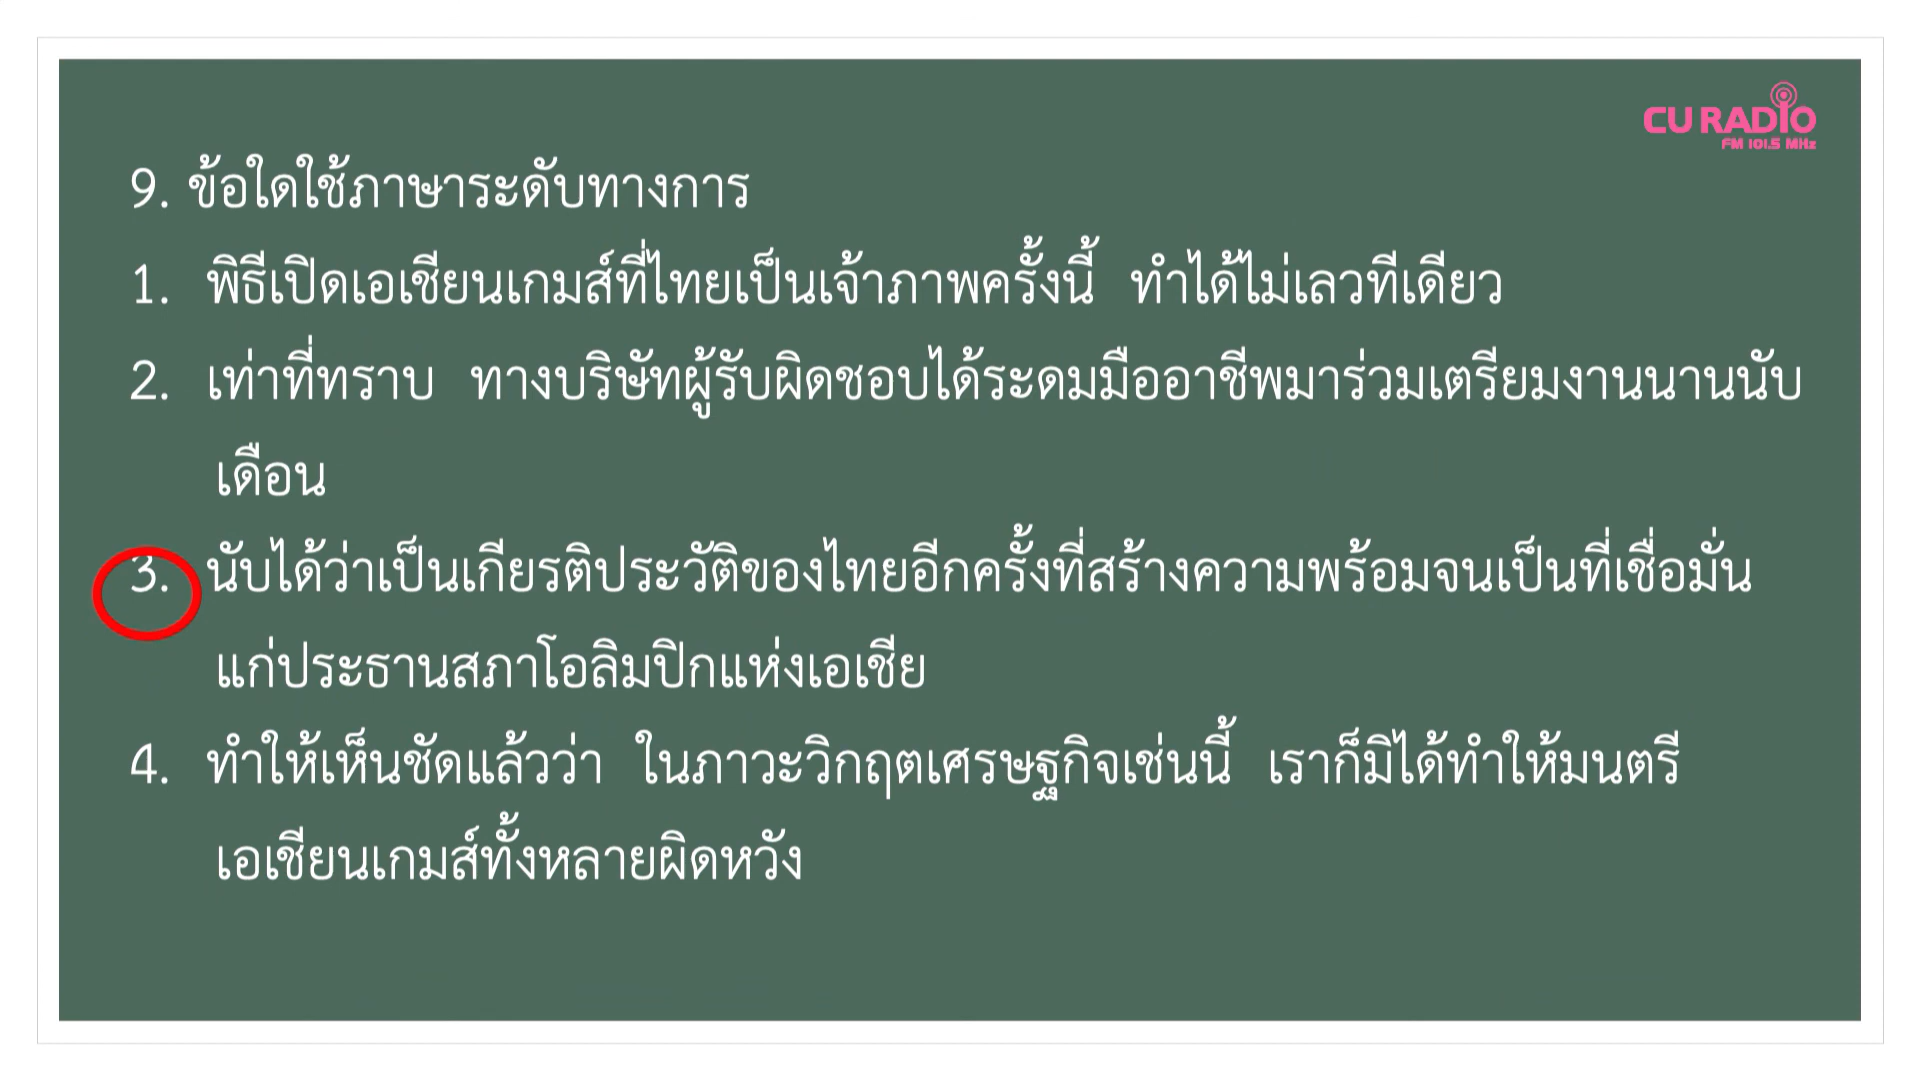 CU RADIO
FM 101.5 MHz
9. ข้อใดใช้ภาษาระดับทางการ
1. พิธีเปิดเอเชียนเกมส์ที่ไทยเป็นเจ้าภาพครั้งนี้ ทำได้ไม่เลวทีเดียว
2. เท่าที่ทราบ ทางบริษัทผู้รับผิดชอบได้ระดมมืออาชีพมาร่วมเตรียมงานนานนับ
เดือน
3. นับได้ว่าเป็นเกียรติประวัติของไทยอีกครั้งที่สร้างความพร้อมจนเป็นที่เชื่อมั่น
แก่ประธานสภาโอลิมปิกแห่งเอเชีย
4. ทำให้เห็นชัดแล้วว่า ในภาวะวิกฤตเศรษฐกิจเช่นนี้ เราก็มิได้ทำให้มนตรี
เอเชียนเกมส์ทั้งหลายผิดหวัง